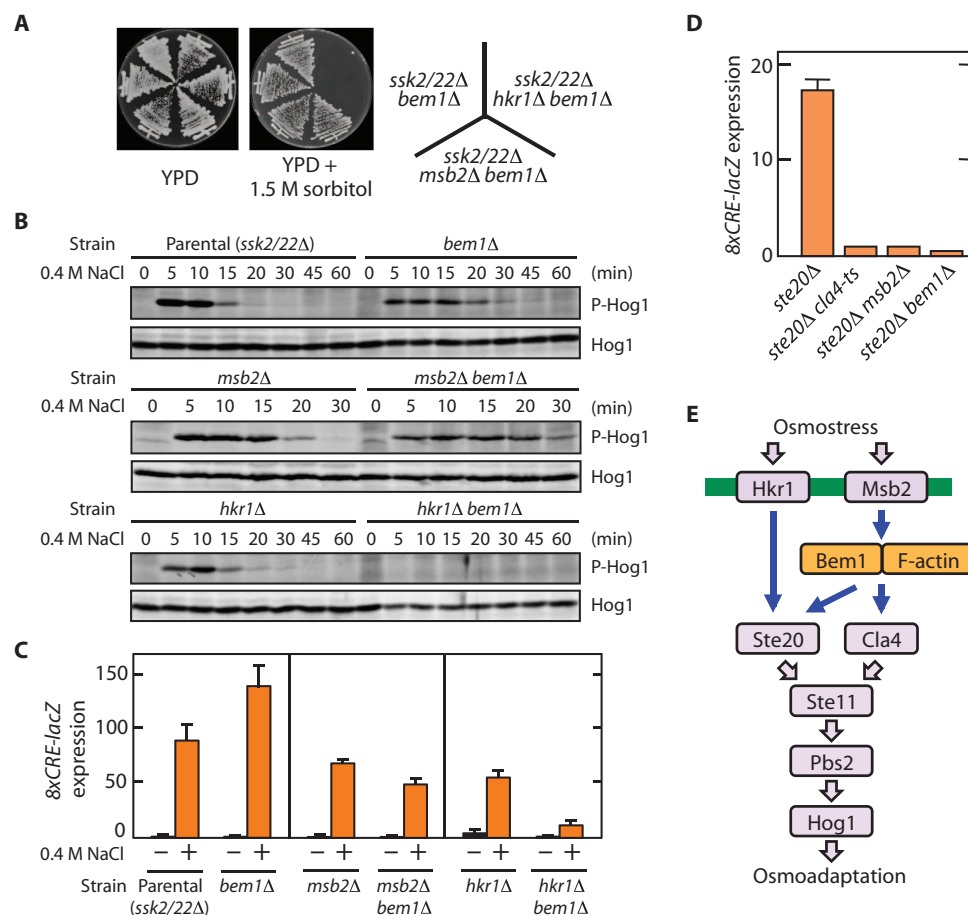 A
YPD
YPD +
1.5 M sorbitol
ssk2/22Δ
bem1Δ
ssk2/22Δ
hkr1Δ bem1Δ
ssk2/22Δ
msb2Δ bem1Δ
B
Strain Parental (ssk2/22Δ) bem1Δ
0.4 M NaCl 0 5 10 15 20 30 45 60 0 5 10 15 20 30 45 60 (min)
P-Hog1
Hog1
Strain msb2Δ msb2Δ bem1Δ
0.4 M NaCl 0 5 10 15 20 30 0 5 10 15 20 30 (min)
P-Hog1
Hog1
Strain hkr1Δ hkr1Δ bem1Δ
0.4 M NaCl 0 5 10 15 20 30 45 60 0 5 10 15 20 30 45 60 (min)
P-Hog1
Hog1
C
8xCRE-lacZ
expression
150
100
50
0
0.4 M NaCl − + − + − + − + − + − +
Strain Parental bem1Δ msb2Δ msb2Δ hkr1Δ hkr1Δ
(ssk2/22Δ) bem1Δ bem1Δ
D
8xCRE-lacZ expression
20
10
0
ste20Δ
ste20Δ cla4-ts
ste20Δ msb2Δ
ste20Δ bem1Δ
E
Osmostress
Hkr1 Msb2
Bem1 F-actin
Ste20 Cla4
Ste11
Pbs2
Hog1
Osmoadaptation